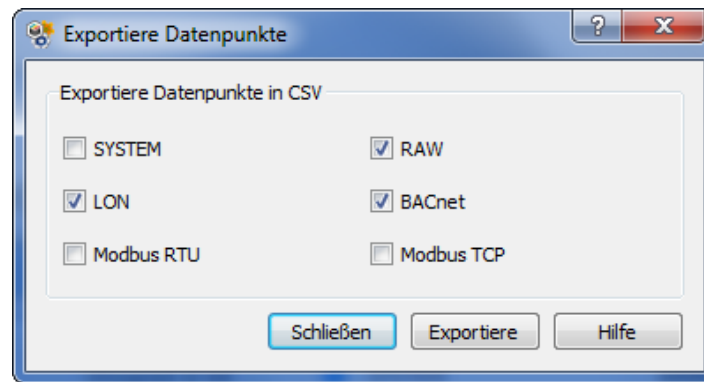 Exportiere Datenpunkte
?
Exportiere Datenpunkte in CSV
SYSTEM
RAW
LON
BACnet
Modbus RTU
Modbus TCP
Schließen
Exportiere
Hilfe